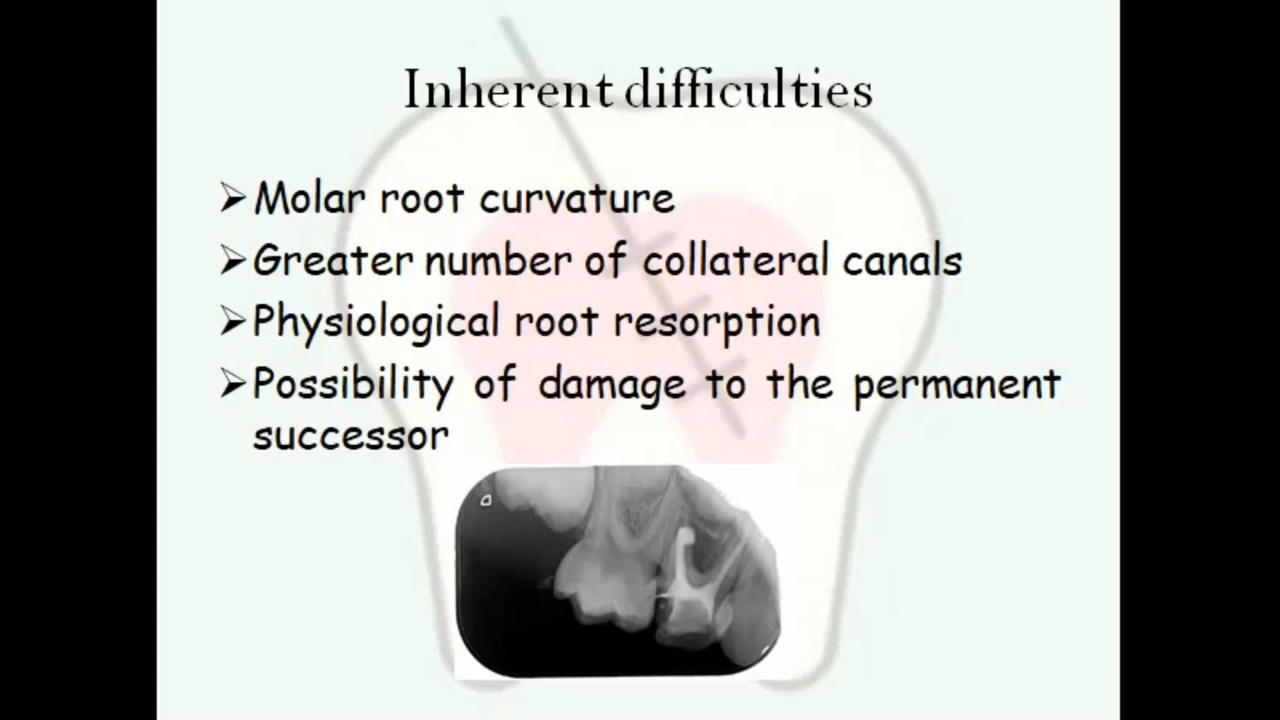 Inherent difficulties
➢Molar root curvature
➢Greater number of collateral canals
➢Physiological root resorption
➢Possibility of damage to the permanent
successor